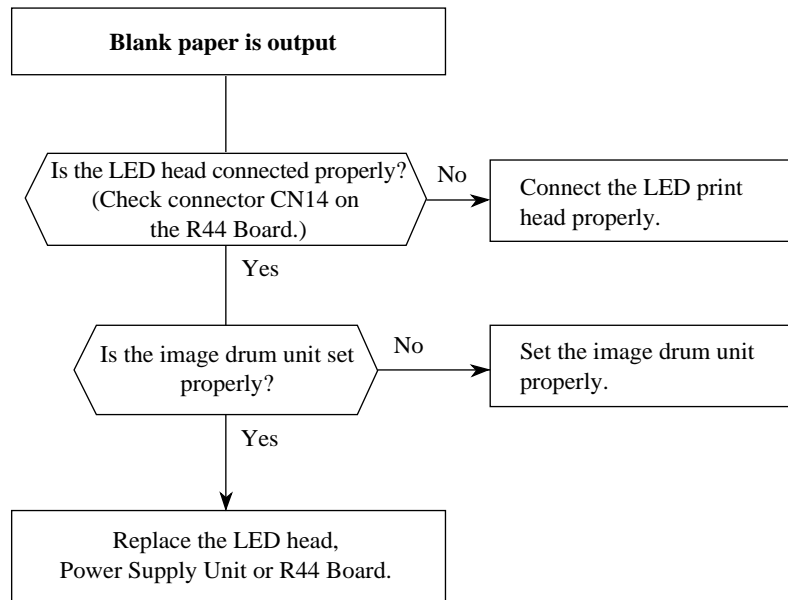 Blank paper is output
Is the LED head connected properly?
(Check connector CN14 on
the R44 Board.)
No
Connect the LED print
head properly.
Yes
Is the image drum unit set
properly?
No
Set the image drum unit
properly.
Yes
Replace the LED head,
Power Supply Unit or R44 Board.